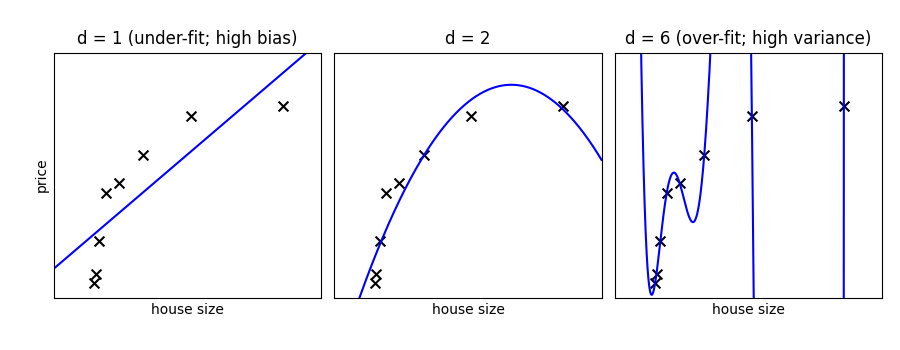 d = 1 (under-fit; high bias)
d = 2
d = 6 (over-fit; high variance)
price
house size
house size
house size